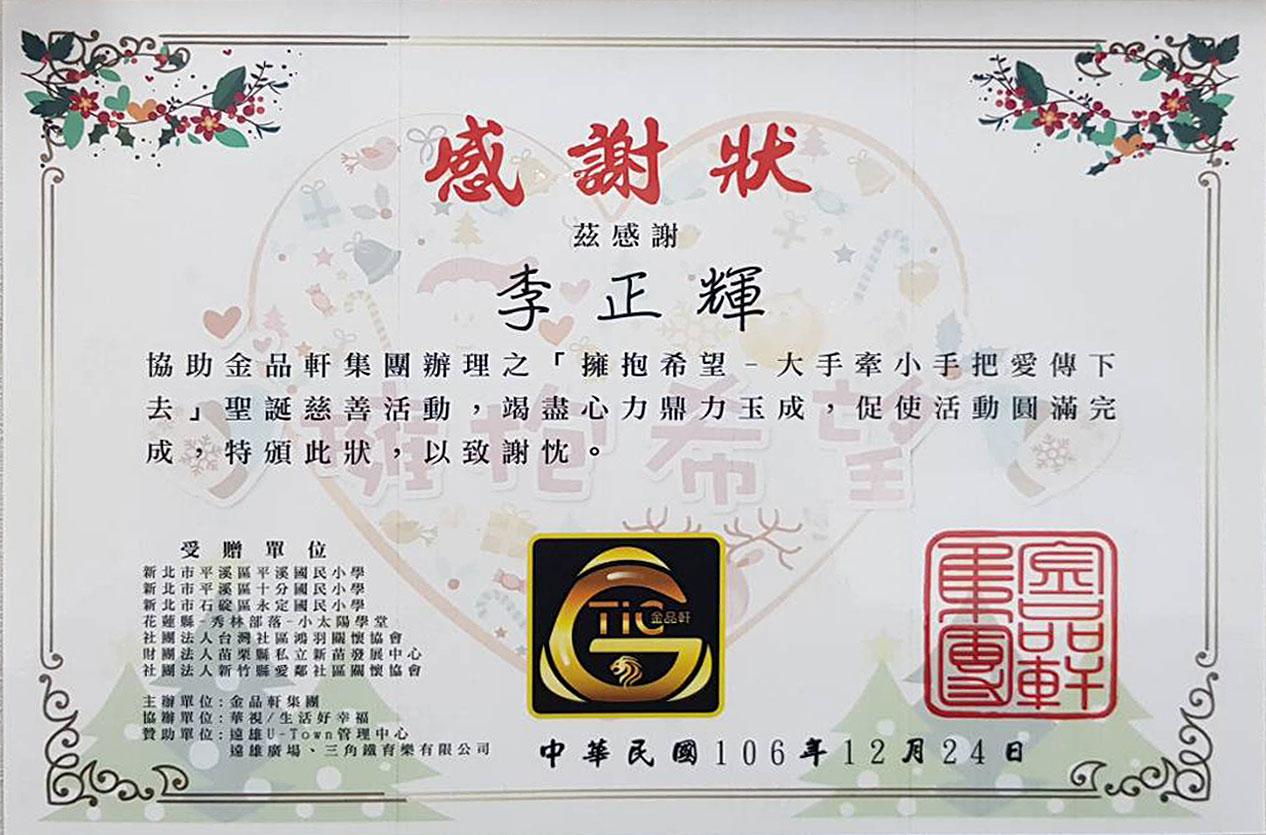 感謝狀
茲感謝
李正輝
協助金品軒集團辦理之「擁抱希望-大手牽小手把愛傳下
去」聖誕慈善活動,竭盡心力鼎力玉成,促使活動圓滿完
成,特頒此狀,以致謝忱。
擁抱希望
受贈單位
新北市平溪區平溪國民小學
新北市平溪區十分國民小學
新北市石碇區永定國民小學
花蓮縣-秀林部落-小太陽學堂
社團法人台灣社區鴻羽關懷協會
財團法人苗栗縣私立新苗發展中心
社團法人新竹縣愛鄰社區關懷協會
主辦單位:金品軒集團
協辦單位:華視/生活好幸福
贊助單位:遠雄U-Town管理中心
遠雄廣場、三角鐵育樂有限公司
TiC
金品軒
金品軒
集團
中華民國106年12月24日